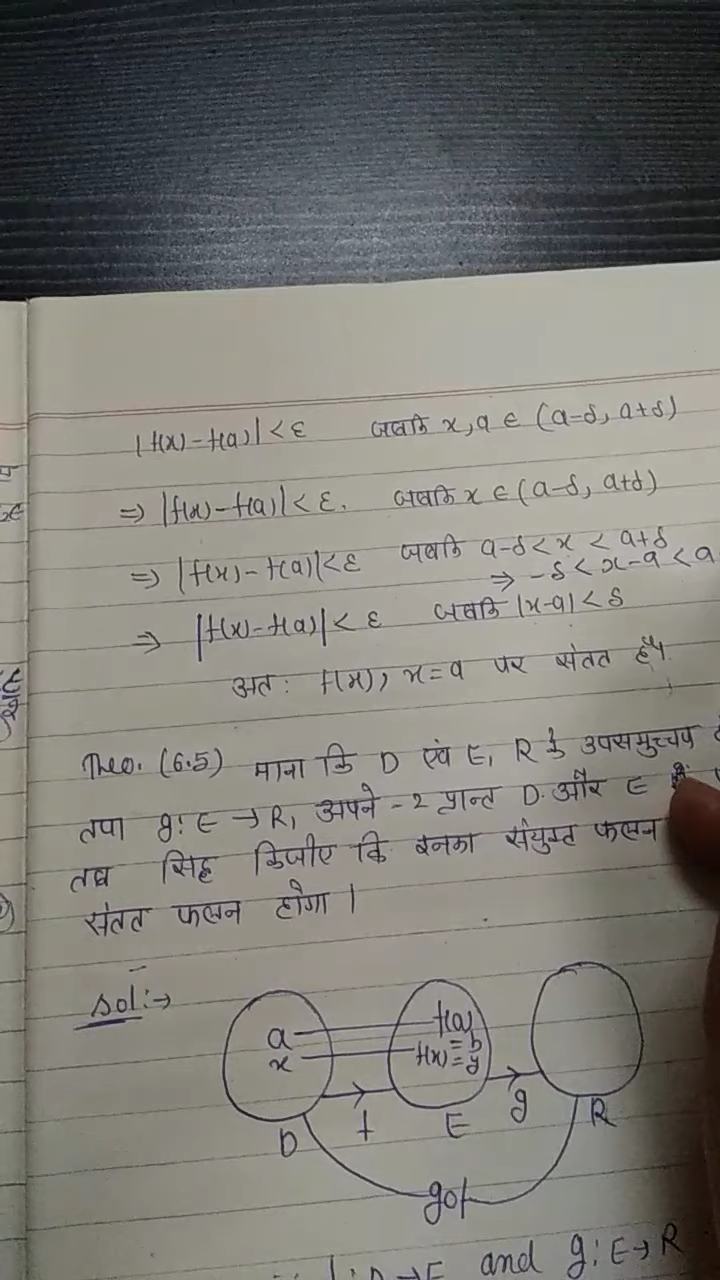 |f(x) - f(a)| < ε जबकि x, a ∈ (a-δ, a+δ)
⇒ |f(x) - f(a)| < ε. जबकि x ∈ (a-δ, a+δ)
⇒ |f(x) - f(a)| < ε जबकि a-δ < x < a+δ
⇒ -δ < x-a < a
⇒ |f(x) - f(a)| < ε जबकि |x-a| < δ
अत: f(x), x=a पर संतत है।
Theo. (6.5) माना कि D एवं E, R के उपसमुच्चय
तथा g: E → R, अपने -2 प्रान्त D. और E
तब सिद्ध किजीए कि इनका संयुक्त फलन
संतत फलन होगा।
Sol:→
a f(a)
= b
x f(x) = y
D f E g R
gof
f: D → E and g: E → R